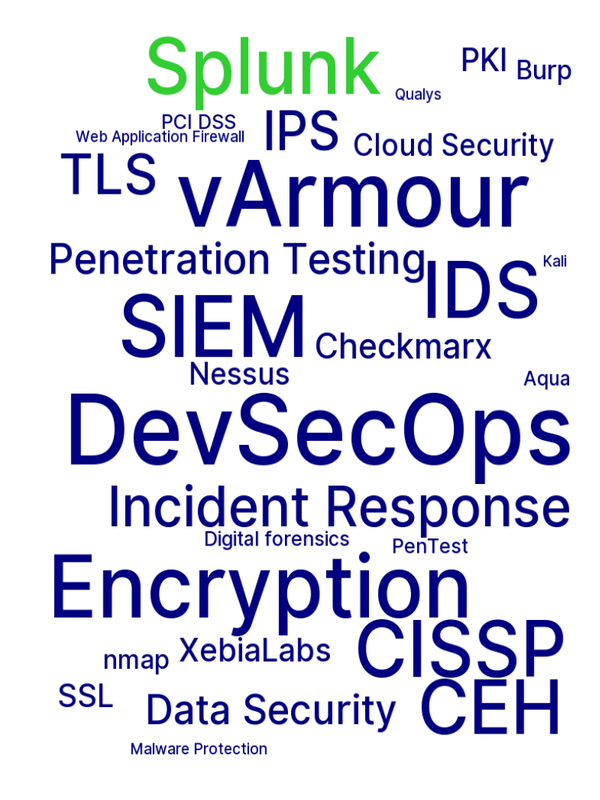 Splunk
PKI
Burp
Qualys
PCI DSS
IPS
Web Application Firewall
Cloud Security
TLS
vArmour
Penetration Testing
Kali
IDS
SIEM
Checkmarx
Nessus
Aqua
DevSecOps
Incident Response
Digital forensics
PenTest
Encryption
CISSP
XebiaLabs
nmap
SSL
Data Security
CEH
Malware Protection